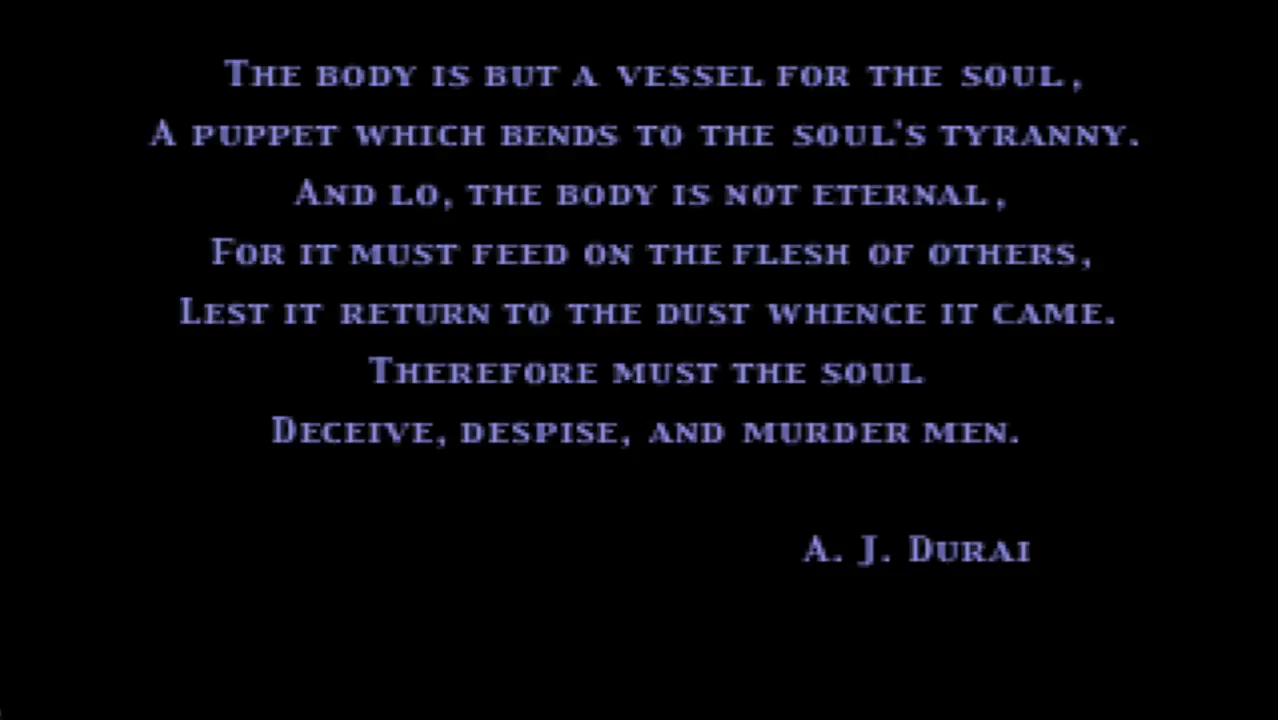 The body is but a vessel for the soul,
A puppet which bends to the soul's tyranny.
And lo, the body is not eternal,
For it must feed on the flesh of others,
Lest it return to the dust whence it came.
Therefore must the soul
Deceive, despise, and murder men.
A. J. Durai